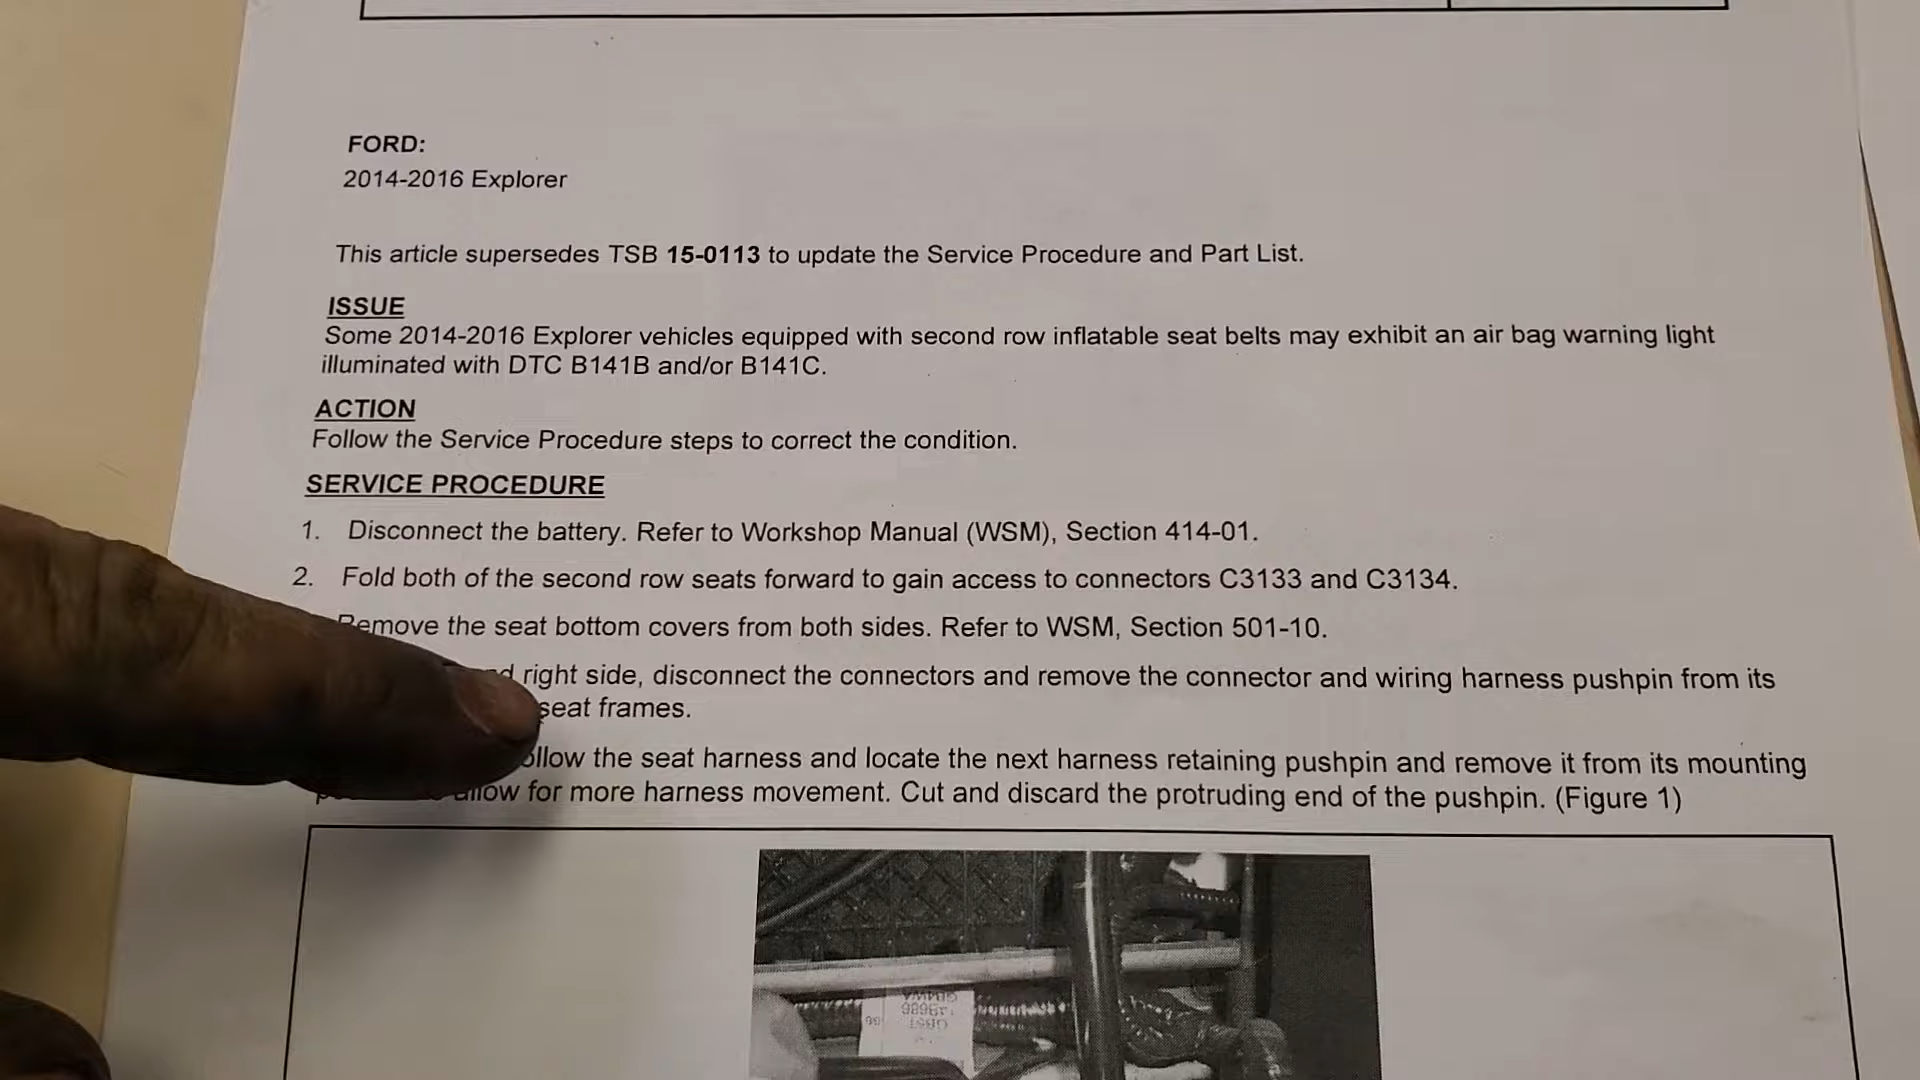 FORD:
2014-2016 Explorer
This article supersedes TSB 15-0113 to update the Service Procedure and Part List.
ISSUE
Some 2014-2016 Explorer vehicles equipped with second row inflatable seat belts may exhibit an air bag warning light
illuminated with DTC B141B and/or B141C.
ACTION
Follow the Service Procedure steps to correct the condition.
SERVICE PROCEDURE
1. Disconnect the battery. Refer to Workshop Manual (WSM), Section 414-01.
2. Fold both of the second row seats forward to gain access to connectors C3133 and C3134.
Remove the seat bottom covers from both sides. Refer to WSM, Section 501-10.
right side, disconnect the connectors and remove the connector and wiring harness pushpin from its
seat frames.
the seat harness and locate the next harness retaining pushpin and remove it from its mounting
allow for more harness movement. Cut and discard the protruding end of the pushpin. (Figure 1)